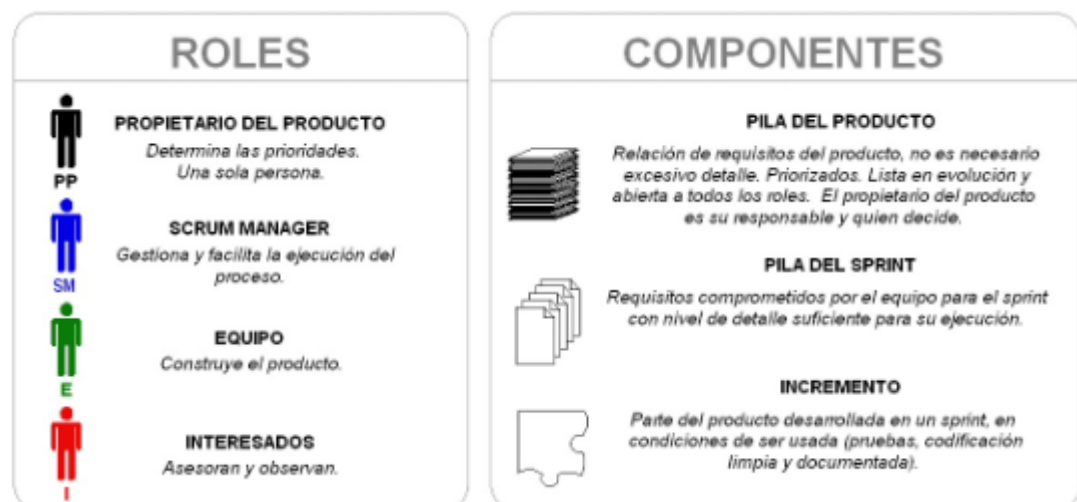 ROLES
PROPIETARIO DEL PRODUCTO
Determina las prioridades.
Una sola persona.
PP
SCRUM MANAGER
Gestiona y facilita la ejecución del
proceso.
SM
EQUIPO
Construye el producto.
E
INTERESADOS
Asesoran y observan.
I
COMPONENTES
PILA DEL PRODUCTO
Relación de requisitos del producto, no es necesario
excesivo detalle. Priorizados. Lista en evolución y
abierta a todos los roles. El propietario del producto
es su responsable y quien decide.
PILA DEL SPRINT
Requisitos comprometidos por el equipo para el sprint
con nivel de detalle suficiente para su ejecución.
INCREMENTO
Parte del producto desarrollada en un sprint, en
condiciones de ser usada (pruebas, codificación
limpia y documentada).